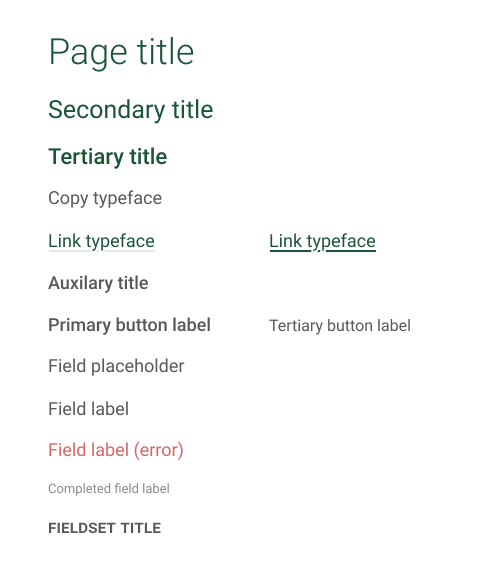 Page title
Secondary title
Tertiary title
Copy typeface
Link typeface
Link typeface
Auxilary title
Primary button label
Tertiary button label
Field placeholder
Field label
Field label (error)
Completed field label
FIELDSET TITLE